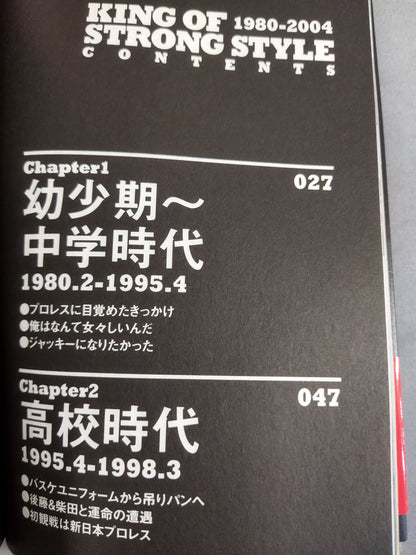 KING OF 1980-2004
STRONG STYLE
CONTENTS
Chapter1 027
幼少期〜
中学時代
1980.2-1995.4
●プロレスに目覚めたきっかけ
●俺はなんて女々しいんだ
●ジャッキーになりたかった
Chapter2 047
高校時代
1995.4-1998.3
●バスケユニフォームから吊りパンへ
●後藤&柴田と運命の遭遇
●初観戦は新日本プロレス